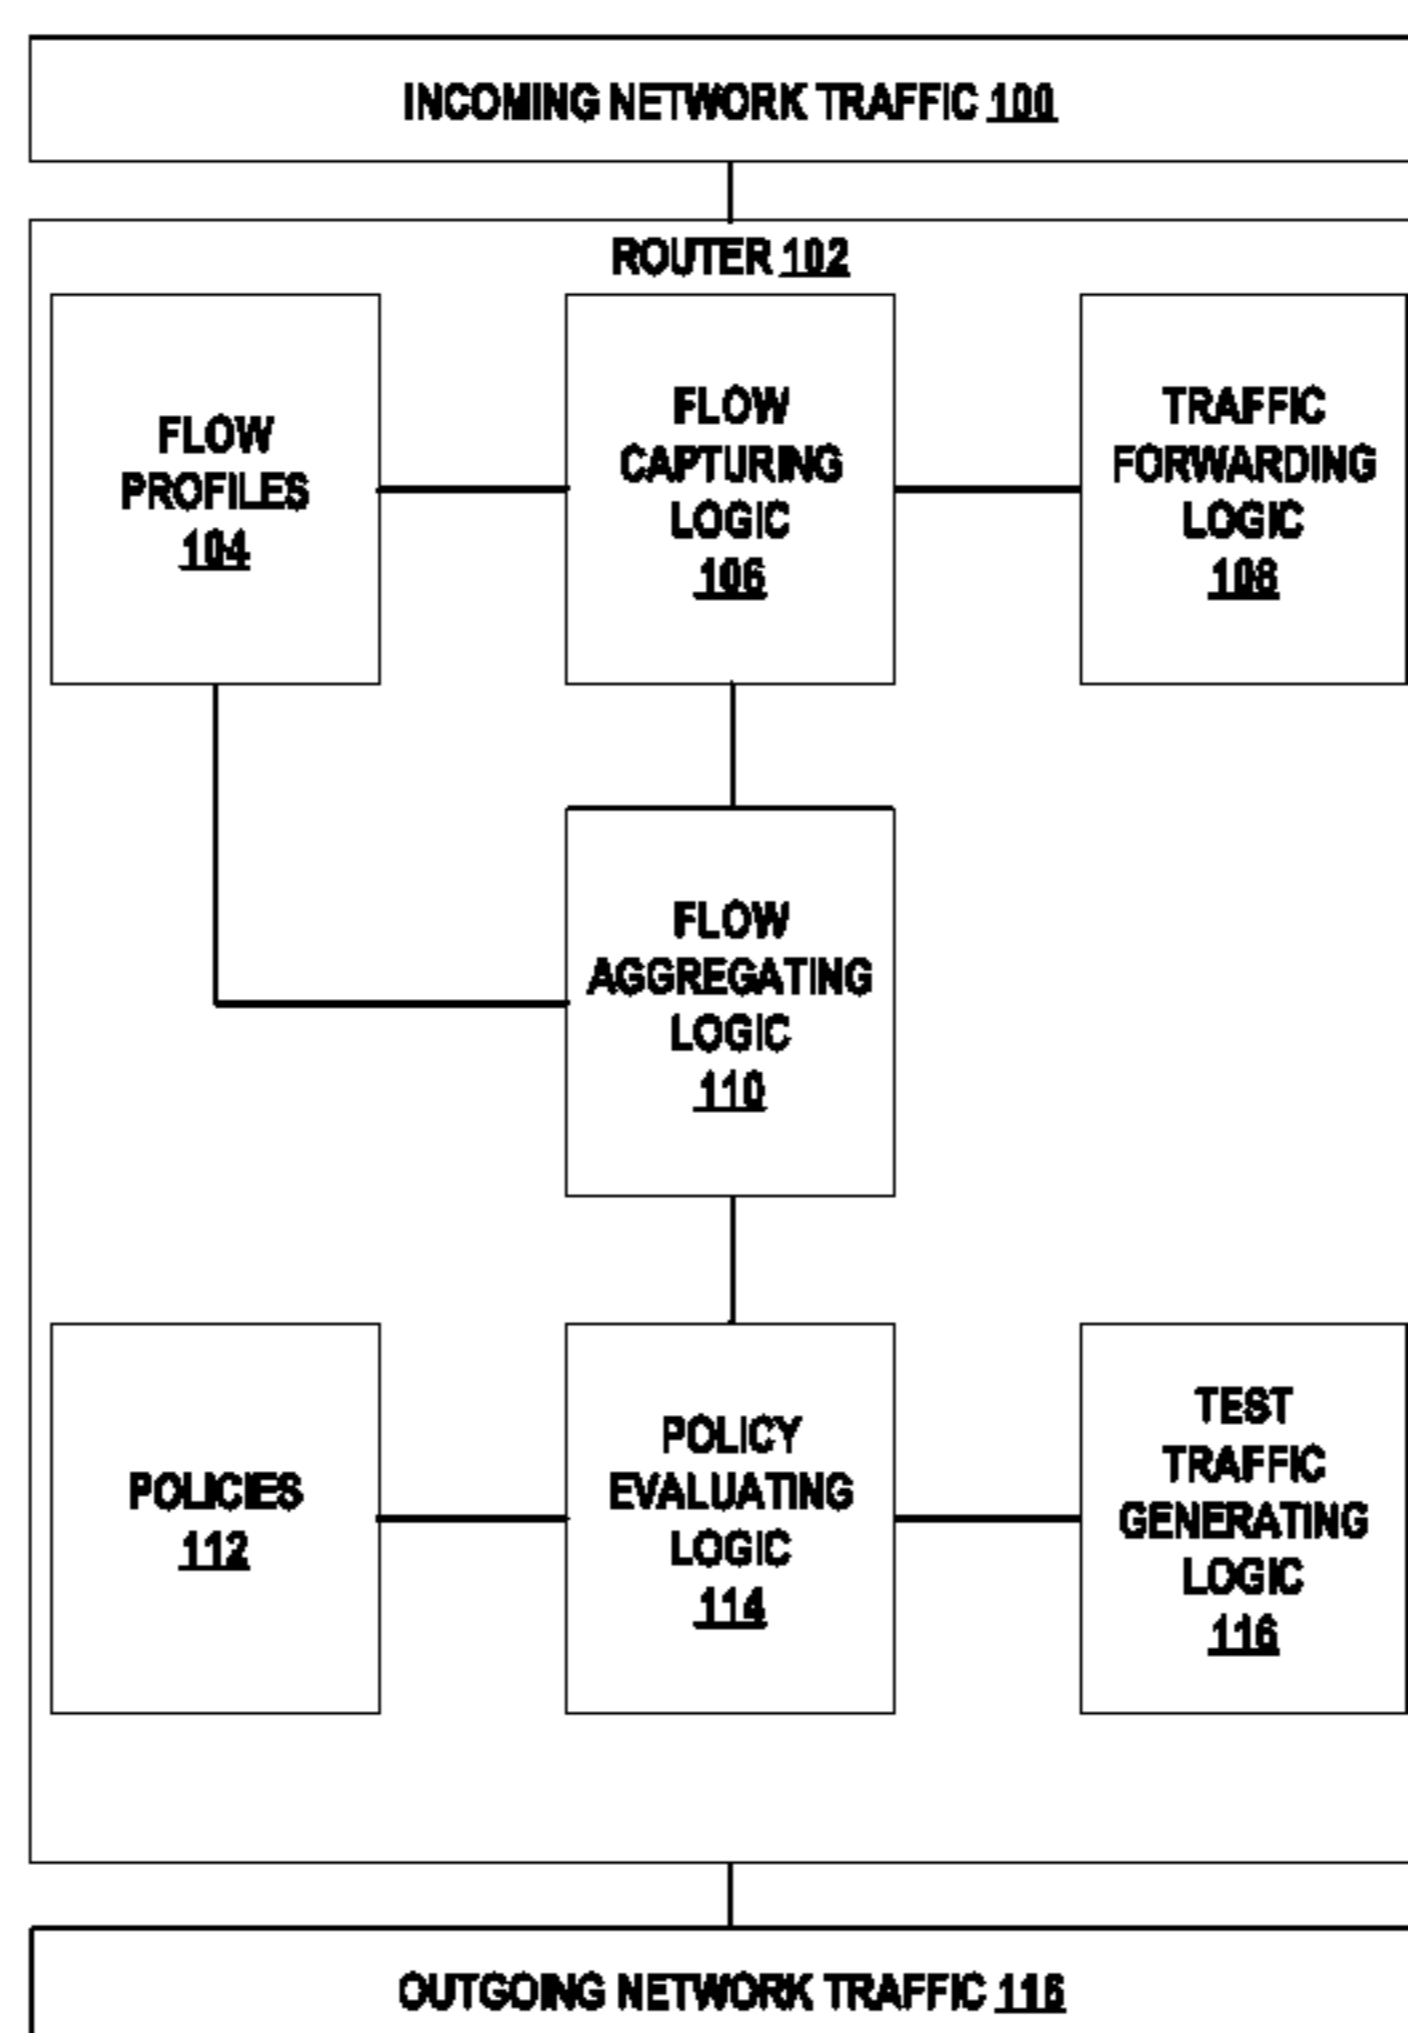 INCOMING NETWORK TRAFFIC 100
ROUTER 102
FLOW
PROFILES
104
FLOW
CAPTURING
LOGIC
106
TRAFFIC
FORWARDING
LOGIC
108
FLOW
AGGREGATING
LOGIC
110
POLICIES
112
POLICY
EVALUATING
LOGIC
114
TEST
TRAFFIC
GENERATING
LOGIC
116
OUTGOING NETWORK TRAFFIC 116